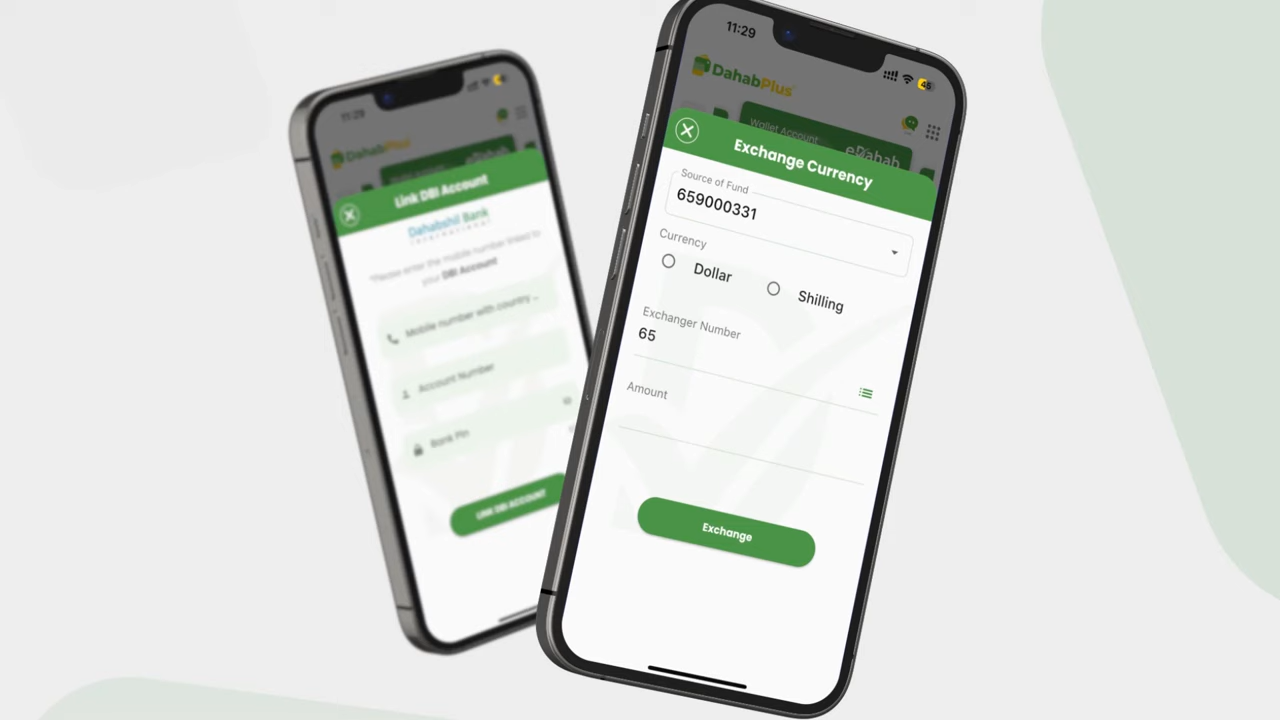 11:29
DahabPlus
Link DBI Account
Dahabshil Bank
International
*Please enter the mobile number linked to
your DBI Account
Mobile number with country ...
Account Number
Bank Pin
LINK DBI ACCOUNT
11:29
45
DahabPlus
Wallet Account
eDahab
Exchange Currency
Source of Fund
659000331
Currency
Dollar
Shilling
Exchanger Number
65
Amount
Exchange